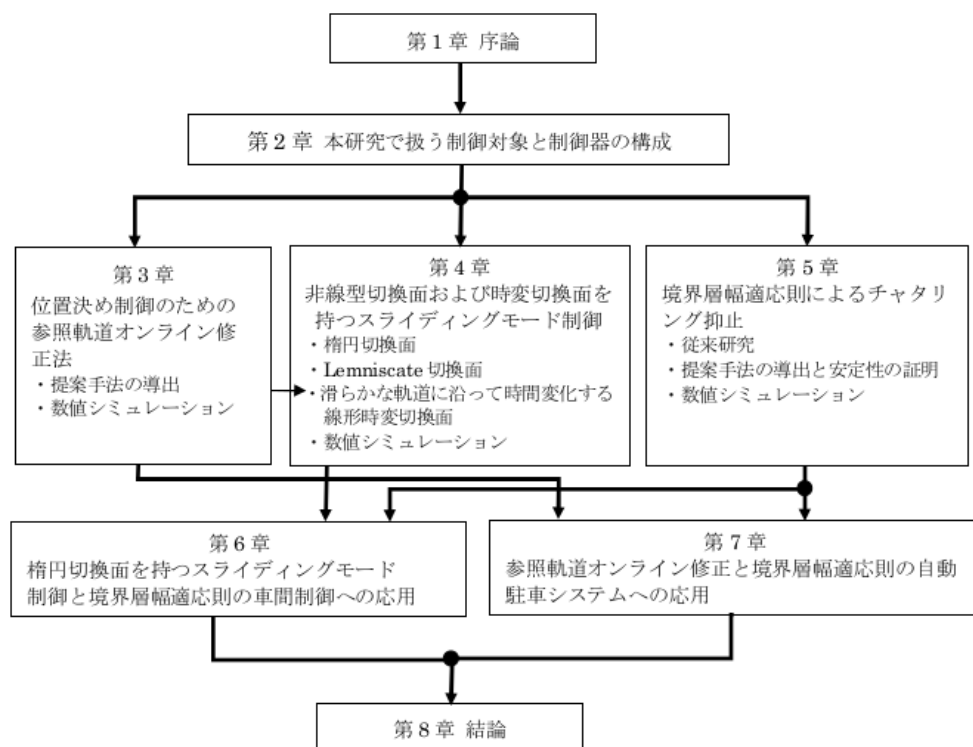 第1章 序論
第2章 本研究で扱う制御対象と制御器の構成
第3章
位置決め制御のための
参照軌道オンライン修
正法
・提案手法の導出
・数値シミュレーション
第4章
非線型切換面および時変切換面を
持つスライディングモード制御
・楕円切換面
・Lemniscate 切換面
・滑らかな軌道に沿って時間変化する
線形時変切換面
・数値シミュレーション
第5章
境界層幅適応則によるチャタリ
ング抑止
・従来研究
・提案手法の導出と安定性の証明
・数値シミュレーション
第6章
楕円切換面を持つスライディングモード
制御と境界層幅適応則の車間制御への応用
第7章
参照軌道オンライン修正と境界層幅適応則の自動
駐車システムへの応用
第8章 結論